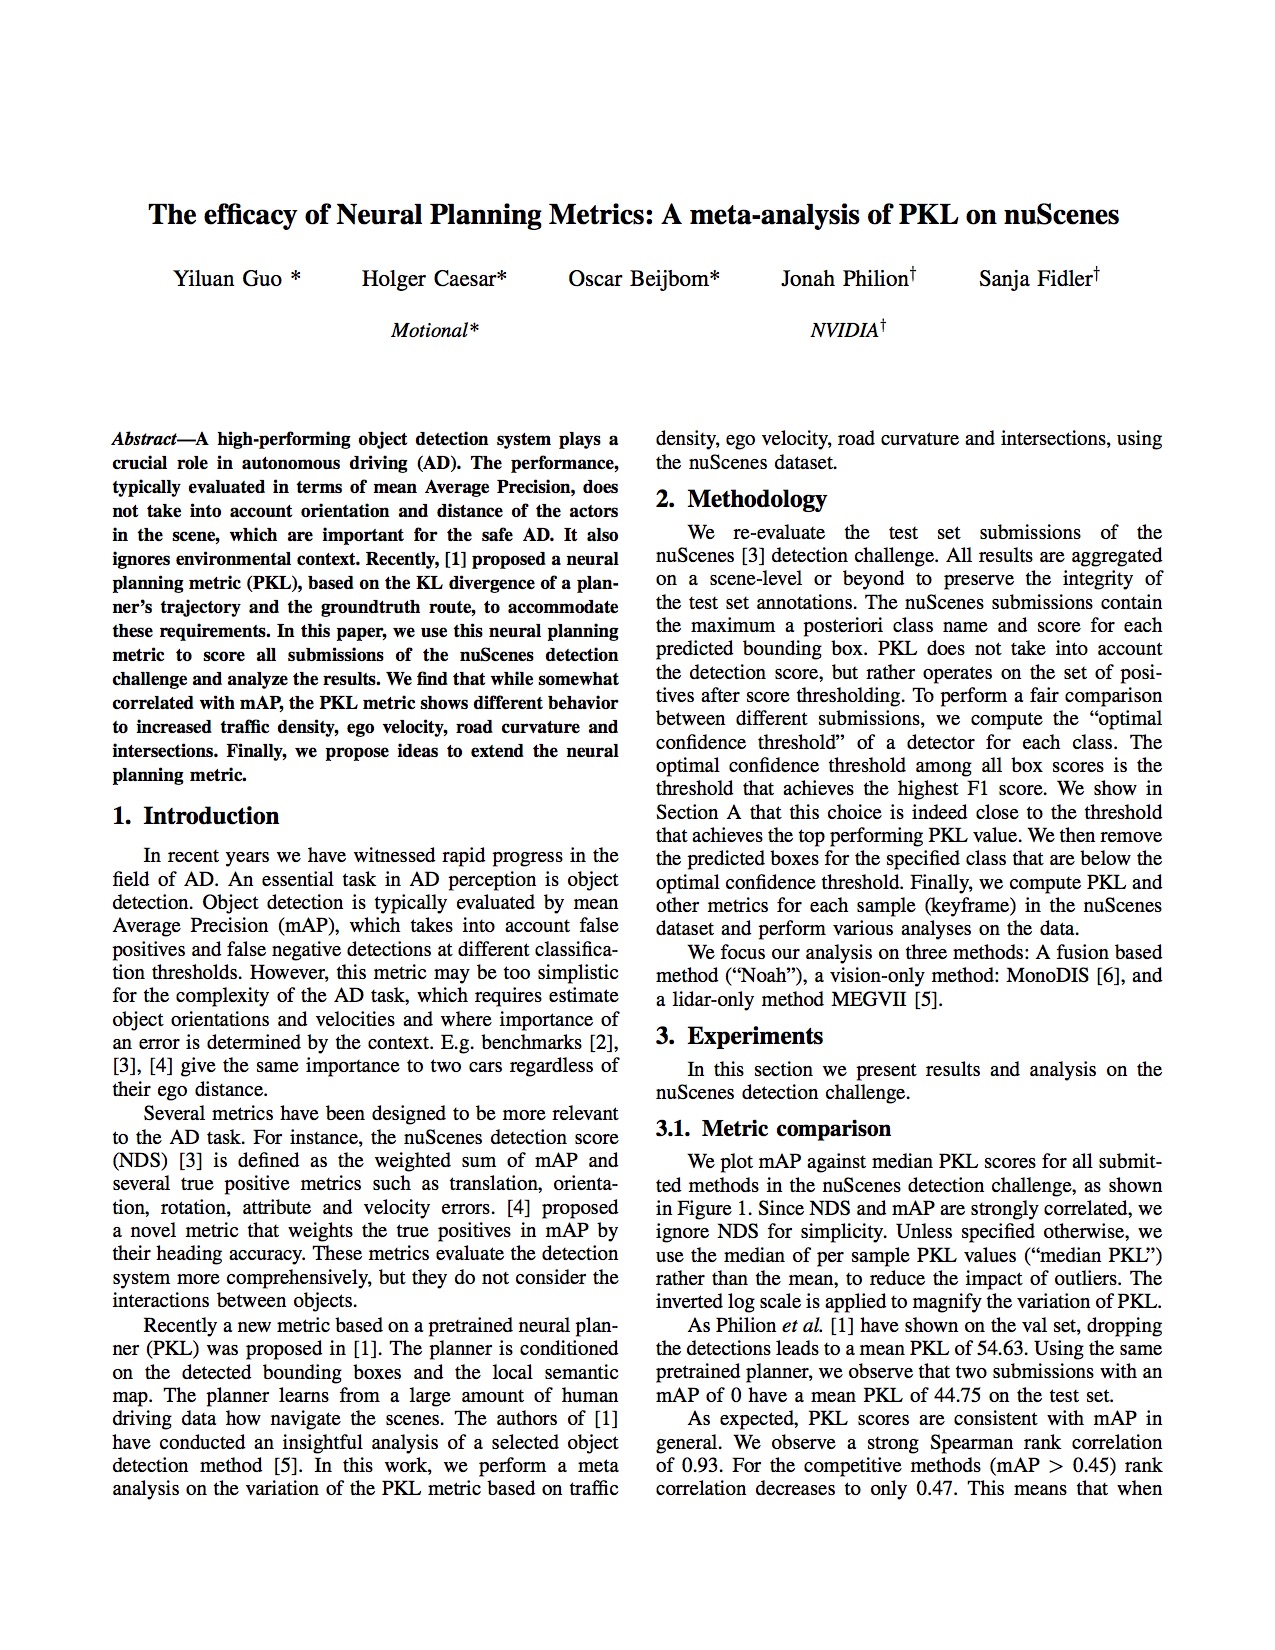 The efficacy of Neural Planning Metrics: A meta-analysis of PKL on nuScenes
Yiluan Guo * Holger Caesar* Oscar Beijbom* Jonah Philion† Sanja Fidler†
Motional* NVIDIA†
Abstract—A high-performing object detection system plays a
crucial role in autonomous driving (AD). The performance,
typically evaluated in terms of mean Average Precision, does
not take into account orientation and distance of the actors
in the scene, which are important for the safe AD. It also
ignores environmental context. Recently, [1] proposed a neural
planning metric (PKL), based on the KL divergence of a plan-
ner's trajectory and the groundtruth route, to accommodate
these requirements. In this paper, we use this neural planning
metric to score all submissions of the nuScenes detection
challenge and analyze the results. We find that while somewhat
correlated with mAP, the PKL metric shows different behavior
to increased traffic density, ego velocity, road curvature and
intersections. Finally, we propose ideas to extend the neural
planning metric.
1. Introduction
In recent years we have witnessed rapid progress in the
field of AD. An essential task in AD perception is object
detection. Object detection is typically evaluated by mean
Average Precision (mAP), which takes into account false
positives and false negative detections at different classifica-
tion thresholds. However, this metric may be too simplistic
for the complexity of the AD task, which requires estimate
object orientations and velocities and where importance of
an error is determined by the context. E.g. benchmarks [2],
[3], [4] give the same importance to two cars regardless of
their ego distance.
Several metrics have been designed to be more relevant
to the AD task. For instance, the nuScenes detection score
(NDS) [3] is defined as the weighted sum of mAP and
several true positive metrics such as translation, orienta-
tion, rotation, attribute and velocity errors. [4] proposed
a novel metric that weights the true positives in mAP by
their heading accuracy. These metrics evaluate the detection
system more comprehensively, but they do not consider the
interactions between objects.
Recently a new metric based on a pretrained neural plan-
ner (PKL) was proposed in [1]. The planner is conditioned
on the detected bounding boxes and the local semantic
map. The planner learns from a large amount of human
driving data how navigate the scenes. The authors of [1]
have conducted an insightful analysis of a selected object
detection method [5]. In this work, we perform a meta
analysis on the variation of the PKL metric based on traffic
density, ego velocity, road curvature and intersections, using
the nuScenes dataset.
2. Methodology
We re-evaluate the test set submissions of the
nuScenes [3] detection challenge. All results are aggregated
on a scene-level or beyond to preserve the integrity of
the test set annotations. The nuScenes submissions contain
the maximum a posteriori class name and score for each
predicted bounding box. PKL does not take into account
the detection score, but rather operates on the set of posi-
tives after score thresholding. To perform a fair comparison
between different submissions, we compute the “optimal
confidence threshold” of a detector for each class. The
optimal confidence threshold among all box scores is the
threshold that achieves the highest F1 score. We show in
Section A that this choice is indeed close to the threshold
that achieves the top performing PKL value. We then remove
the predicted boxes for the specified class that are below the
optimal confidence threshold. Finally, we compute PKL and
other metrics for each sample (keyframe) in the nuScenes
dataset and perform various analyses on the data.
We focus our analysis on three methods: A fusion based
method (“Noah”), a vision-only method: MonoDIS [6], and
a lidar-only method MEGVII [5].
3. Experiments
In this section we present results and analysis on the
nuScenes detection challenge.
3.1. Metric comparison
We plot mAP against median PKL scores for all submit-
ted methods in the nuScenes detection challenge, as shown
in Figure 1. Since NDS and mAP are strongly correlated, we
ignore NDS for simplicity. Unless specified otherwise, we
use the median of per sample PKL values (“median PKL”)
rather than the mean, to reduce the impact of outliers. The
inverted log scale is applied to magnify the variation of PKL.
As Philion et al. [1] have shown on the val set, dropping
the detections leads to a mean PKL of 54.63. Using the same
pretrained planner, we observe that two submissions with an
mAP of 0 have a mean PKL of 44.75 on the test set.
As expected, PKL scores are consistent with mAP in
general. We observe a strong Spearman rank correlation
of 0.93. For the competitive methods (mAP > 0.45) rank
correlation decreases to only 0.47. This means that when